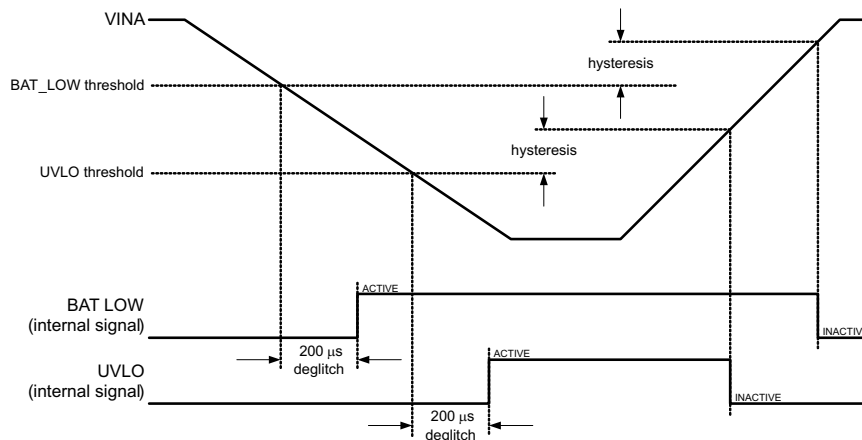 VINA
hysteresis
BAT_LOW threshold
hysteresis
UVLO threshold
ACTIVE
BAT LOW
(internal signal)
INACTIVE
200 μs
deglitch
ACTIVE
UVLO
(internal signal)
INACTIVE
200 μs
deglitch